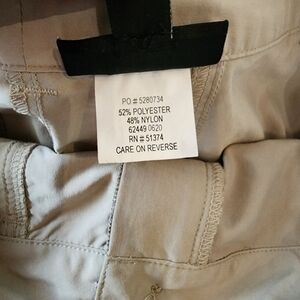 PO # 5280734
52% POLYESTER
48% NYLON
62449 0620
RN # 51374
CARE ON REVERSE